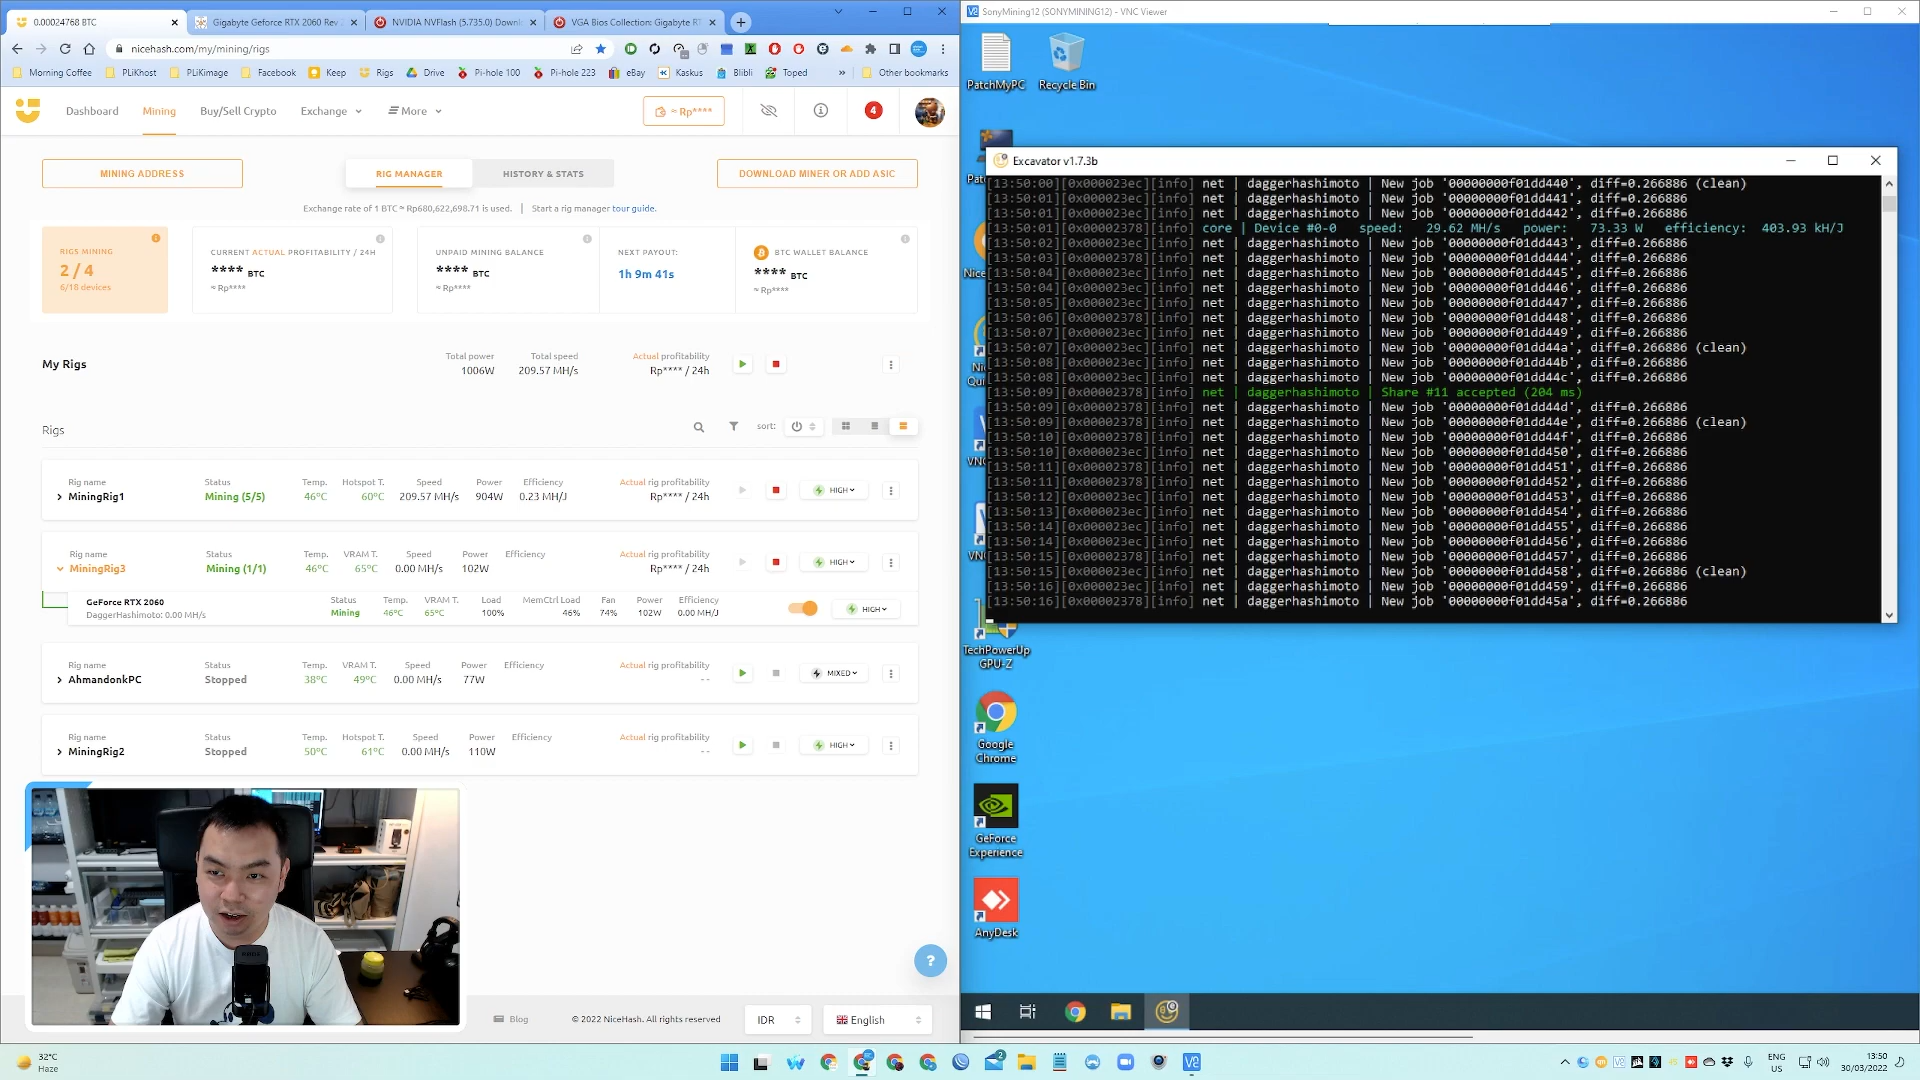 0.00024768 BTC
Gigabyte Geforce RTX 2060 Rev
NVIDIA NVFlash (5.735.0) Downl
VGA Bios Collection: Gigabyte RT
nicehash.com/my/mining/rigs
Morning Coffee
PLiKhost
PLiKimage
Facebook
Keep
Rigs
Drive
Pi-hole 100
Pi-hole 223
eBay
Kaskus
Blibli
Toped
»
Other bookmarks
Dashboard
Mining
Buy/Sell Crypto
Exchange
More
≈ Rp****
4
MINING ADDRESS
RIG MANAGER
HISTORY & STATS
DOWNLOAD MINER OR ADD ASIC
Exchange rate of 1 BTC ≈ Rp680,622,698.71 is used. | Start a rig manager tour guide.
RIGS MINING
2 / 4
6/18 devices
CURRENT ACTUAL PROFITABILITY / 24H
**** BTC
≈ Rp****
UNPAID MINING BALANCE
**** BTC
≈ Rp****
NEXT PAYOUT:
1h 9m 41s
BTC WALLET BALANCE
**** BTC
≈ Rp****
My Rigs
Total power
1006W
Total speed
209.57 MH/s
Actual profitability
Rp**** / 24h
Rigs
sort:
Rig name Status Temp. Hotspot T. Speed Power Efficiency Actual rig profitability
MiningRig1 Mining (5/5) 46°C 60°C 209.57 MH/s 904W 0.23 MH/J Rp**** / 24h HIGH
Rig name Status Temp. VRAM T. Speed Power Efficiency Actual rig profitability
MiningRig3 Mining (1/1) 46°C 65°C 0.00 MH/s 102W Rp**** / 24h HIGH
GeForce RTX 2060 Status Temp. VRAM T. Load MemCtrl Load Fan Power Efficiency
DaggerHashimoto: 0.00 MH/s Mining 46°C 65°C 100% 46% 74% 102W 0.00 MH/J HIGH
Rig name Status Temp. VRAM T. Speed Power Efficiency Actual rig profitability
AhmandonkPC Stopped 38°C 49°C 0.00 MH/s 77W - - MIXED
Rig name Status Temp. Hotspot T. Speed Power Efficiency Actual rig profitability
MiningRig2 Stopped 50°C 61°C 0.00 MH/s 110W - - HIGH
?
Blog
© 2022 NiceHash. All rights reserved
IDR
English
SonyMining12 (SONYMINING12) - VNC Viewer
PatchMyPC
Recycle Bin
Excavator v1.7.3b
[13:50:00][0x000023ec][info] net | daggerhashimoto | New job '00000000f01dd440', diff=0.266886 (clean)
[13:50:01][0x000023ec][info] net | daggerhashimoto | New job '00000000f01dd441', diff=0.266886
[13:50:01][0x000023ec][info] net | daggerhashimoto | New job '00000000f01dd442', diff=0.266886
[13:50:01][0x00002378][info] core | Device #0-0 speed: 29.62 MH/s power: 73.33 W efficiency: 403.93 kH/J
[13:50:02][0x000023ec][info] net | daggerhashimoto | New job '00000000f01dd443', diff=0.266886
[13:50:03][0x00002378][info] net | daggerhashimoto | New job '00000000f01dd444', diff=0.266886
[13:50:04][0x000023ec][info] net | daggerhashimoto | New job '00000000f01dd445', diff=0.266886
[13:50:04][0x000023ec][info] net | daggerhashimoto | New job '00000000f01dd446', diff=0.266886
[13:50:05][0x000023ec][info] net | daggerhashimoto | New job '00000000f01dd447', diff=0.266886
[13:50:06][0x00002378][info] net | daggerhashimoto | New job '00000000f01dd448', diff=0.266886
[13:50:07][0x000023ec][info] net | daggerhashimoto | New job '00000000f01dd449', diff=0.266886
[13:50:07][0x000023ec][info] net | daggerhashimoto | New job '00000000f01dd44a', diff=0.266886 (clean)
[13:50:08][0x000023ec][info] net | daggerhashimoto | New job '00000000f01dd44b', diff=0.266886
[13:50:08][0x000023ec][info] net | daggerhashimoto | New job '00000000f01dd44c', diff=0.266886
[13:50:09][0x00002378][info] net | daggerhashimoto | Share #11 accepted (204 ms)
[13:50:09][0x00002378][info] net | daggerhashimoto | New job '00000000f01dd44d', diff=0.266886
[13:50:09][0x00002378][info] net | daggerhashimoto | New job '00000000f01dd44e', diff=0.266886 (clean)
[13:50:10][0x00002378][info] net | daggerhashimoto | New job '00000000f01dd44f', diff=0.266886
[13:50:10][0x000023ec][info] net | daggerhashimoto | New job '00000000f01dd450', diff=0.266886
[13:50:11][0x00002378][info] net | daggerhashimoto | New job '00000000f01dd451', diff=0.266886
[13:50:11][0x00002378][info] net | daggerhashimoto | New job '00000000f01dd452', diff=0.266886
[13:50:12][0x000023ec][info] net | daggerhashimoto | New job '00000000f01dd453', diff=0.266886
[13:50:13][0x000023ec][info] net | daggerhashimoto | New job '00000000f01dd454', diff=0.266886
[13:50:14][0x000023ec][info] net | daggerhashimoto | New job '00000000f01dd455', diff=0.266886
[13:50:14][0x000023ec][info] net | daggerhashimoto | New job '00000000f01dd456', diff=0.266886
[13:50:15][0x00002378][info] net | daggerhashimoto | New job '00000000f01dd457', diff=0.266886
[13:50:15][0x000023ec][info] net | daggerhashimoto | New job '00000000f01dd458', diff=0.266886 (clean)
[13:50:16][0x000023ec][info] net | daggerhashimoto | New job '00000000f01dd459', diff=0.266886
[13:50:16][0x00002378][info] net | daggerhashimoto | New job '00000000f01dd45a', diff=0.266886
TechPowerUp
GPU-Z
Google
Chrome
GeForce
Experience
AnyDesk
32°C
Haze
2
ENG
US
13:50
30/03/2022